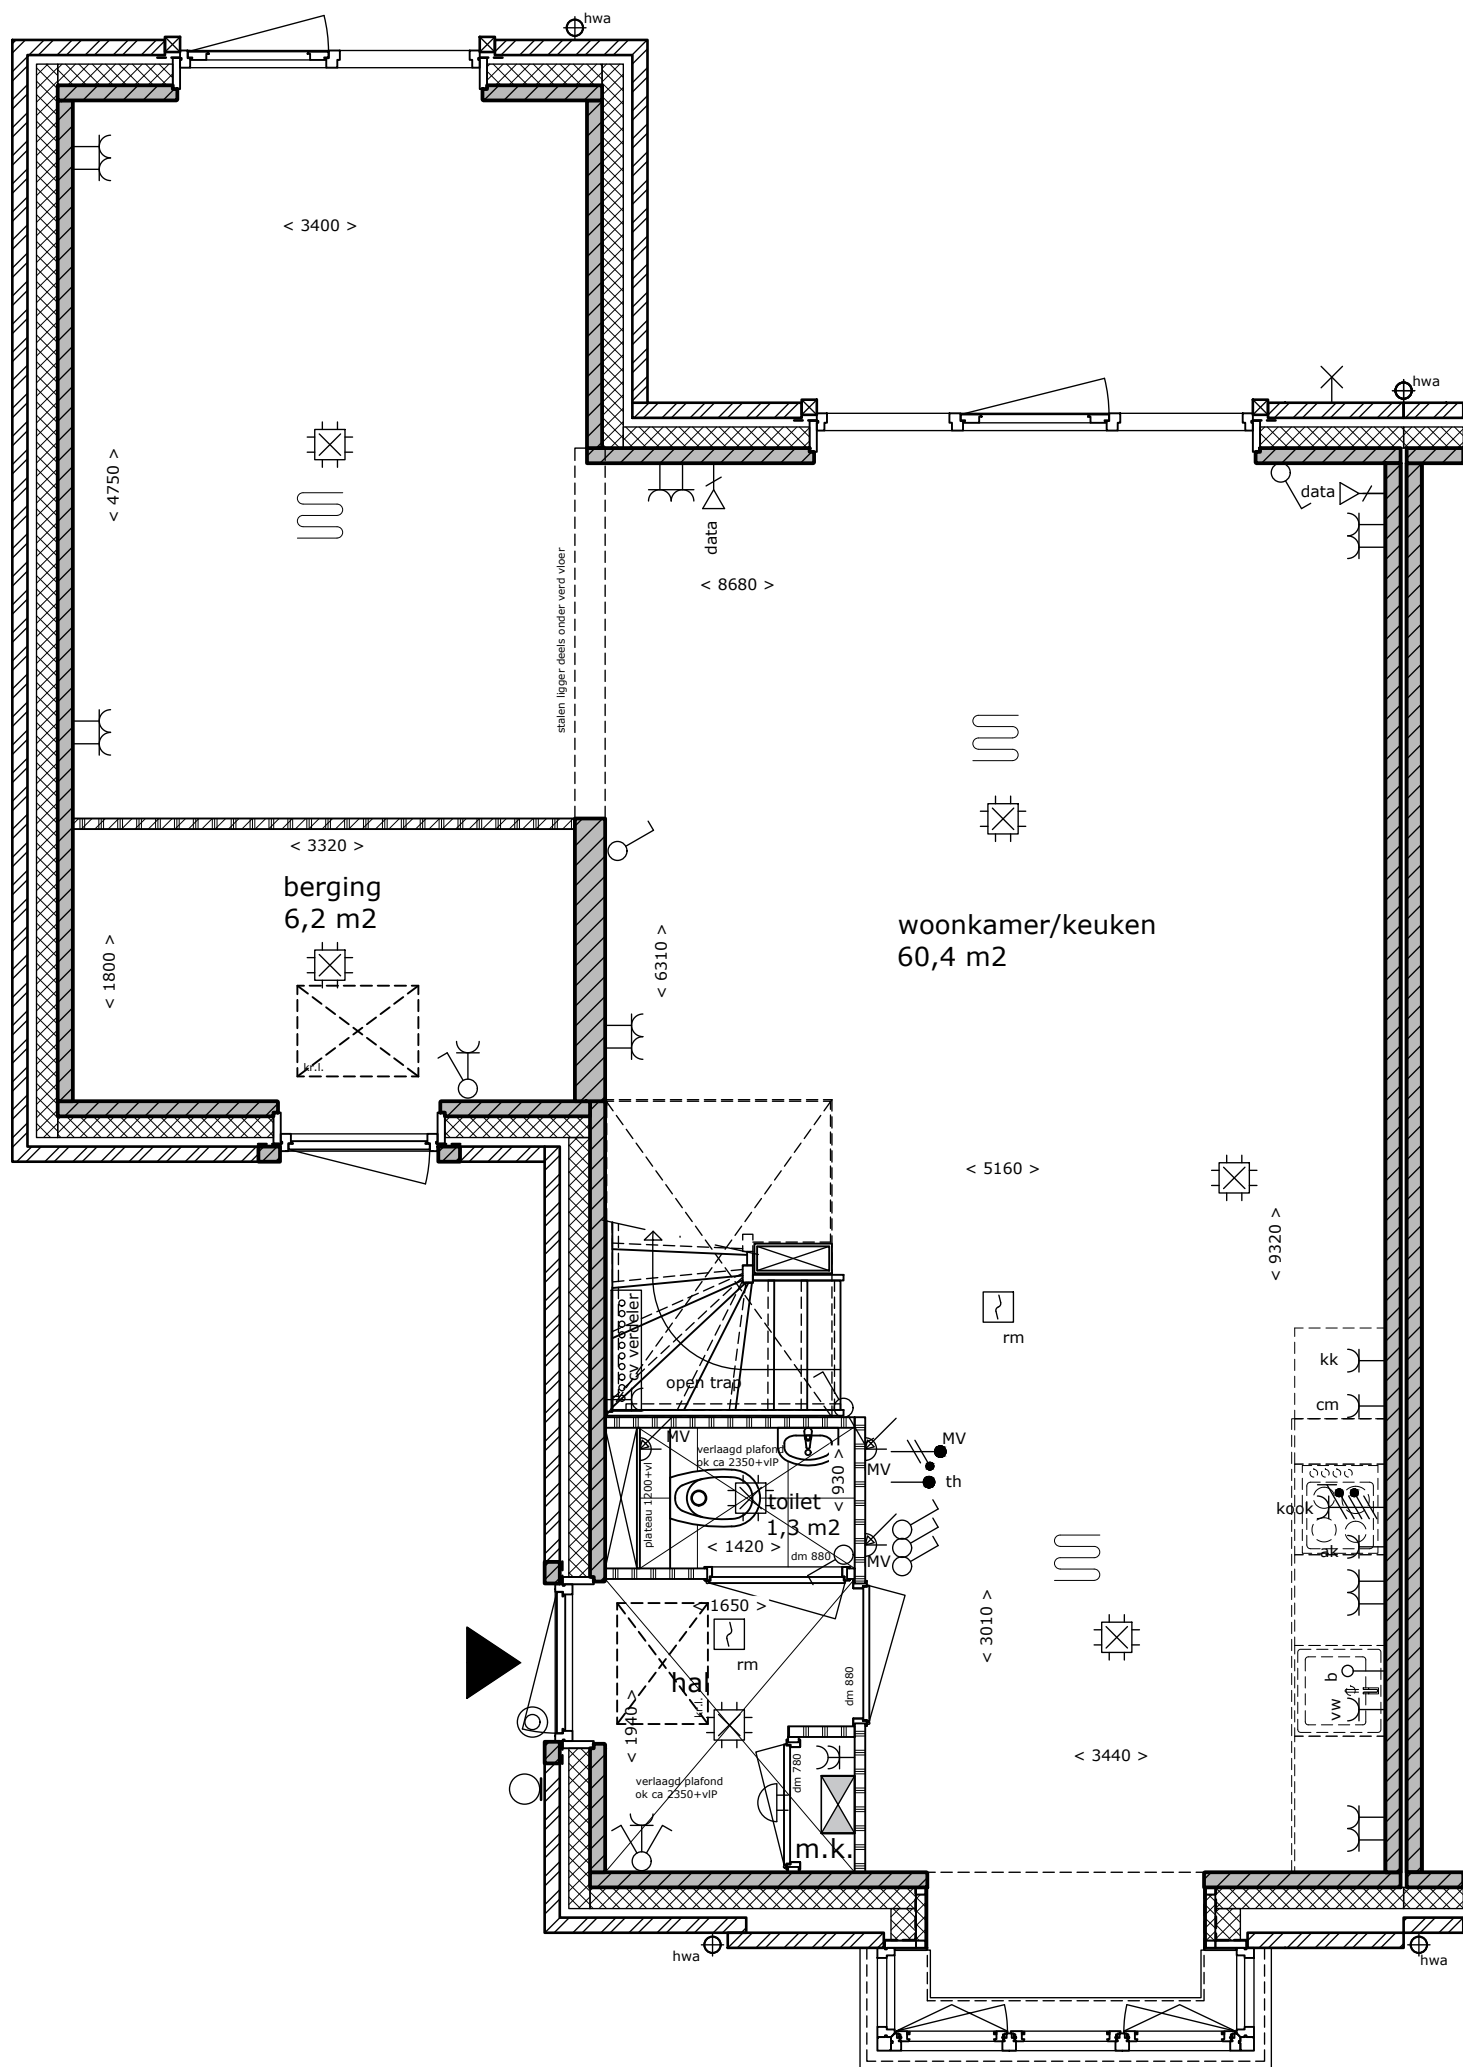 hwa
< 3400 >
hwa
< 4750 >
data
data
stalen ligger deels onder verd vloer
< 8680 >
< 3320 >
berging
6,2 m2
woonkamer/keuken
60,4 m2
< 1800 >
< 6310 >
kr.l.
< 5160 >
< 9320 >
cv verdeler
rm
kk
open trap
cm
MV
MV
verlaagd plafond
ok ca 2350+vlP
MV
< 930 >
plateau 1200+vl
th
toilet
1,3 m2
kook
< 1420 >
dm 880
MV
ak
< 1650 >
< 3010 >
rm
hal
kr.l.
dm 880
b
vw
< 1940 >
< 3440 >
verlaagd plafond
ok ca 2350+vlP
dm 780
m.k.
hwa
hwa